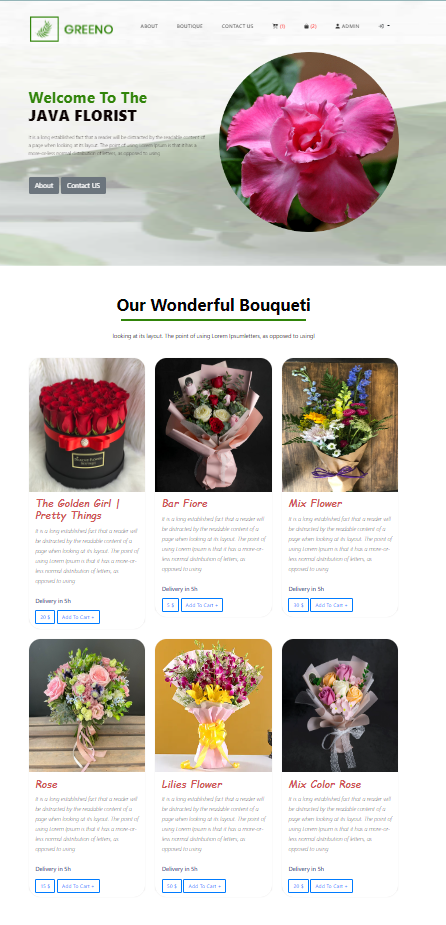 GREENO
ABOUT
BOUTIQUE
CONTACT US
(1)
(2)
ADMIN
Welcome To The
JAVA FLORIST
It is a long established fact that a reader will be distracted by the readable content of
a page when looking at its layout. The point of using Lorem Ipsum is that it has a
more-or-less normal distribution of letters, as opposed to using
About
Contact US
Our Wonderful Bouqueti
looking at its layout. The point of using Lorem Ipsumletters, as opposed to using!
The Golden Girl |
Pretty Things
It is a long established fact that a reader will
be distracted by the readable content of a
page when looking at its layout. The point of
using Lorem Ipsum is that it has a more-or-
less normal distribution of letters, as
opposed to using
Delivery in 5h
20 $
Add To Cart +
Bar Fiore
It is a long established fact that a reader will
be distracted by the readable content of a
page when looking at its layout. The point of
using Lorem Ipsum is that it has a more-or-
less normal distribution of letters, as
opposed to using
Delivery in 5h
5 $
Add To Cart +
Mix Flower
It is a long established fact that a reader will
be distracted by the readable content of a
page when looking at its layout. The point of
using Lorem Ipsum is that it has a more-or-
less normal distribution of letters, as
opposed to using
Delivery in 5h
Add To Cart +
Rose
It is a long established fact that a reader will
be distracted by the readable content of a
page when looking at its layout. The point of
using Lorem Ipsum is that it has a more-or-
less normal distribution of letters, as
opposed to using
Delivery in 5h
Add To Cart +
Lilies Flower
It is a long established fact that a reader will
be distracted by the readable content of a
page when looking at its layout. The point of
using Lorem Ipsum is that it has a more-or-
less normal distribution of letters, as
opposed to using
Delivery in 5h
50 $
Add To Cart +
Mix Color Rose
It is a long established fact that a reader will
be distracted by the readable content of a
page when looking at its layout. The point of
using Lorem Ipsum is that it has a more-or-
less normal distribution of letters, as
opposed to using
Delivery in 5h
20 $
Add To Cart +